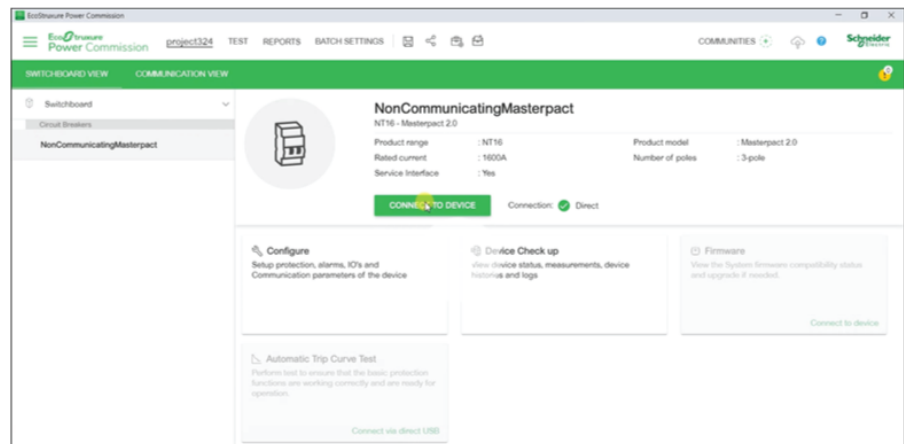 EcoStruxure Power Commission
EcoStruxure
Power Commission
project324
TEST
REPORTS
BATCH SETTINGS
COMMUNITIES
Schneider
Electric
SWITCHBOARD VIEW
COMMUNICATION VIEW
Switchboard
Circuit Breakers
NonCommunicatingMasterpact
NonCommunicatingMasterpact
NT16 - Masterpact 2.0
Product range : NT16 Product model : Masterpact 2.0
Rated current : 1600A Number of poles : 3-pole
Service Interface : Yes
CONNECT TO DEVICE Connection: Direct
Configure
Setup protection, alarms, IO's and
Communication parameters of the device
Device Check up
View device status, measurements, device
histories and logs
Firmware
View the System firmware compatibility status
and upgrade if needed.
Connect to device
Automatic Trip Curve Test
Perform test to ensure that the basic protection
functions are working correctly and are ready for
operation.
Connect via direct USB